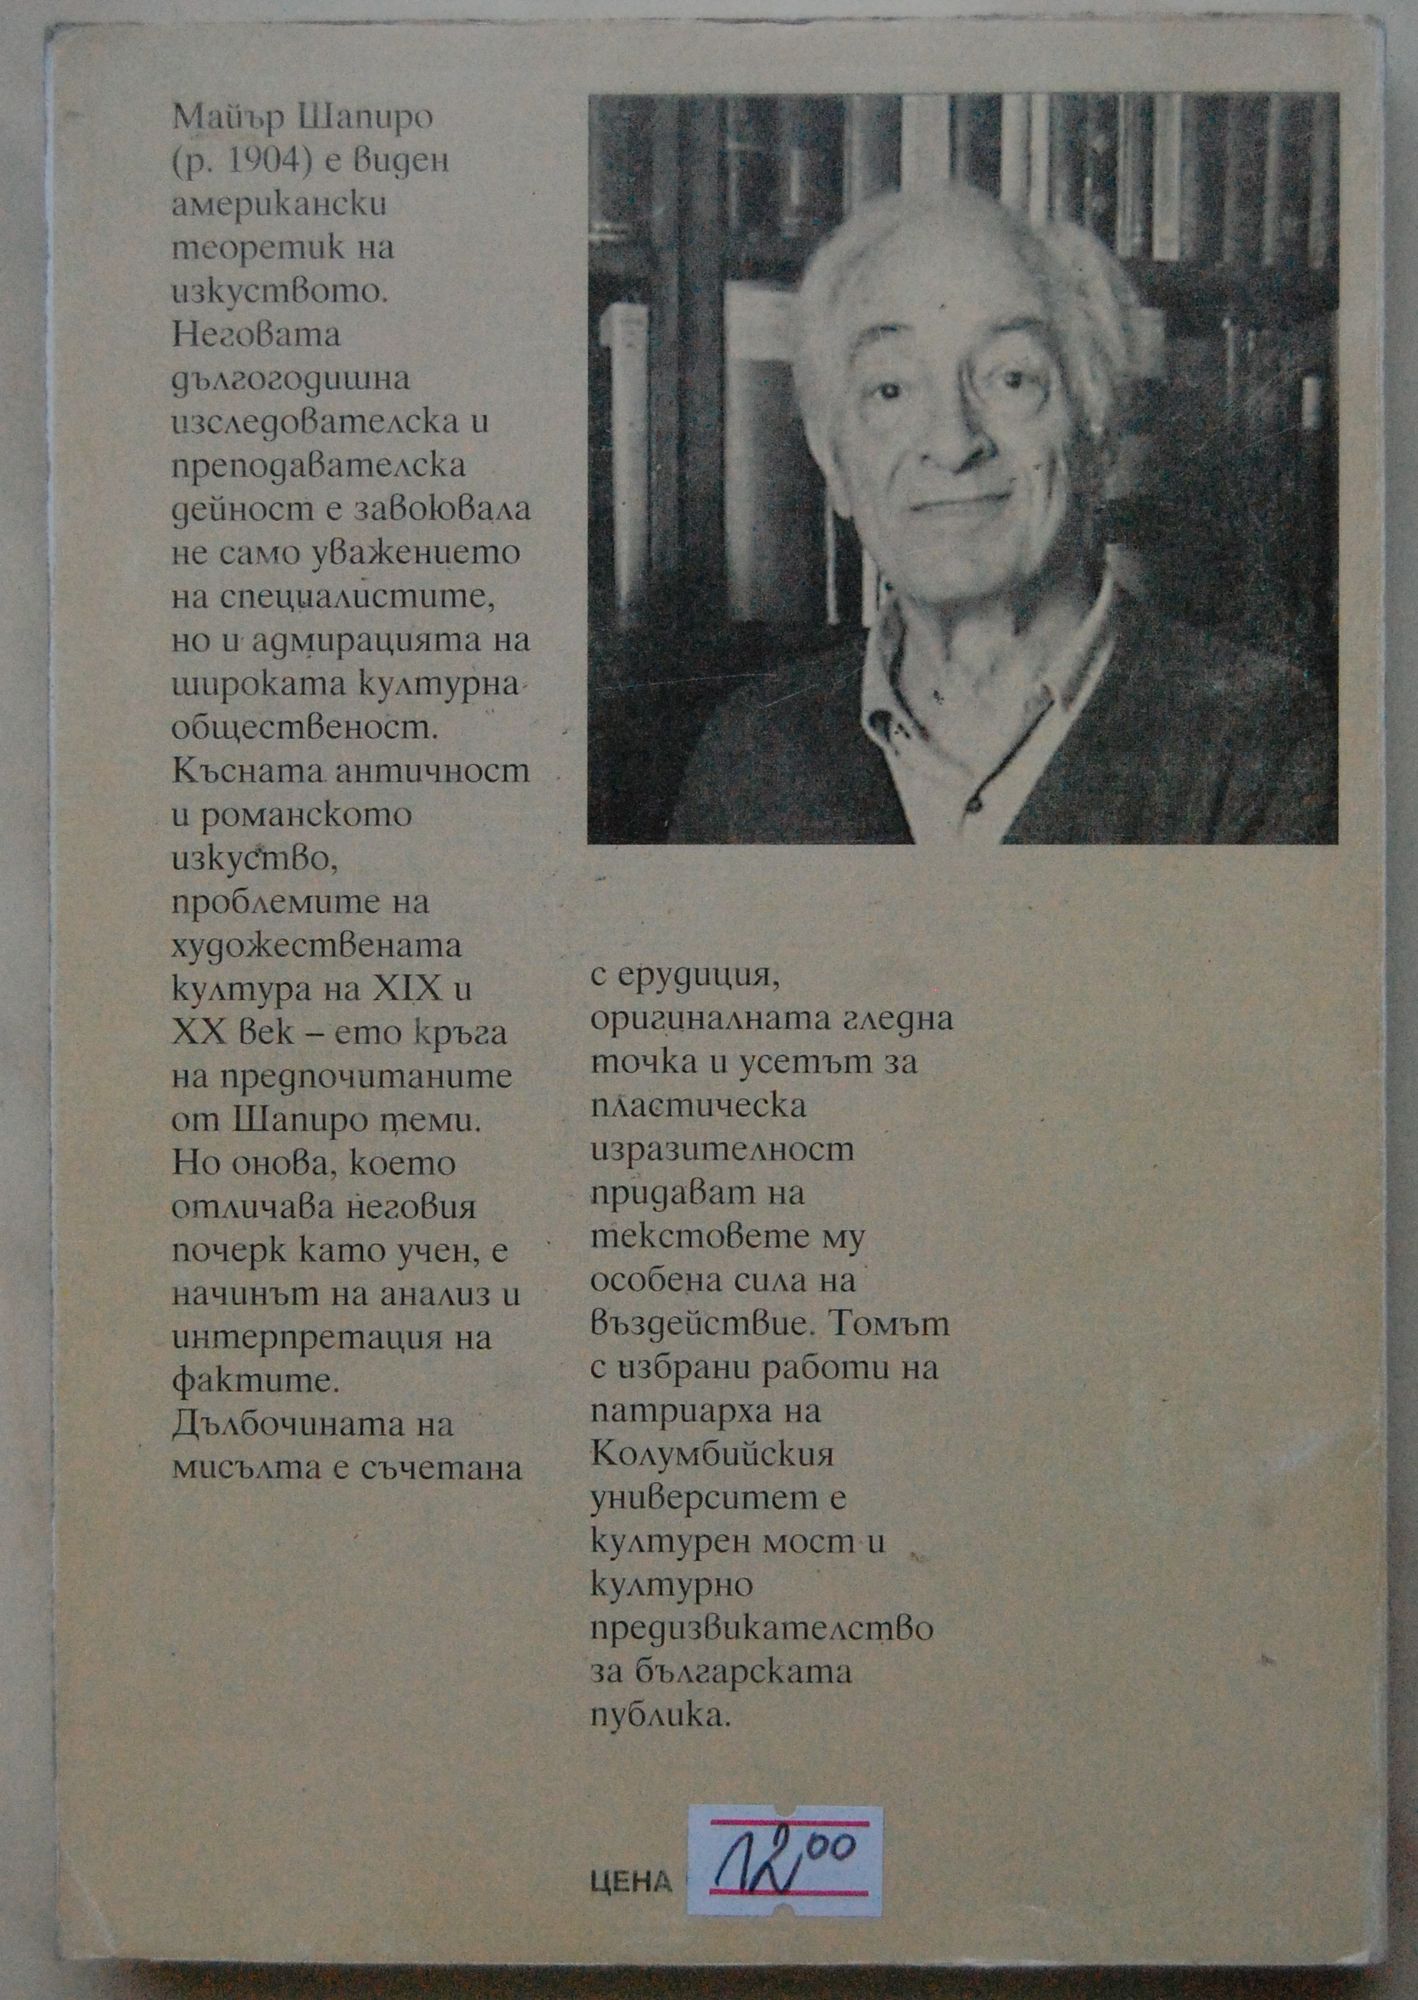 Майър Шапиро
(р. 1904) е виден
американски
теоретик на
изкуството.
Неговата
дългогодишна
изследователска и
преподавателска
дейност е завоювала
не само уважението
на специалистите,
но и адмирацията на
широката културна
общественост.
Късната античност
и романското
изкуство,
проблемите на
художествената
култура на XIX и
XX век – ето кръга
на предпочитаните
от Шапиро теми.
Но онова, което
отличава неговия
почерк като учен, е
начинът на анализ и
интерпретация на
фактите.
Дълбочината на
мисълта е съчетана
с ерудиция,
оригиналната гледна
точка и усетът за
пластическа
изразителност
придават на
текстовете му
особена сила на
въздействие. Томът
с избрани работи на
патриарха на
Колумбийския
университет е
културен мост и
културно
предизвикателство
за българската
публика.
ЦЕНА 12,00